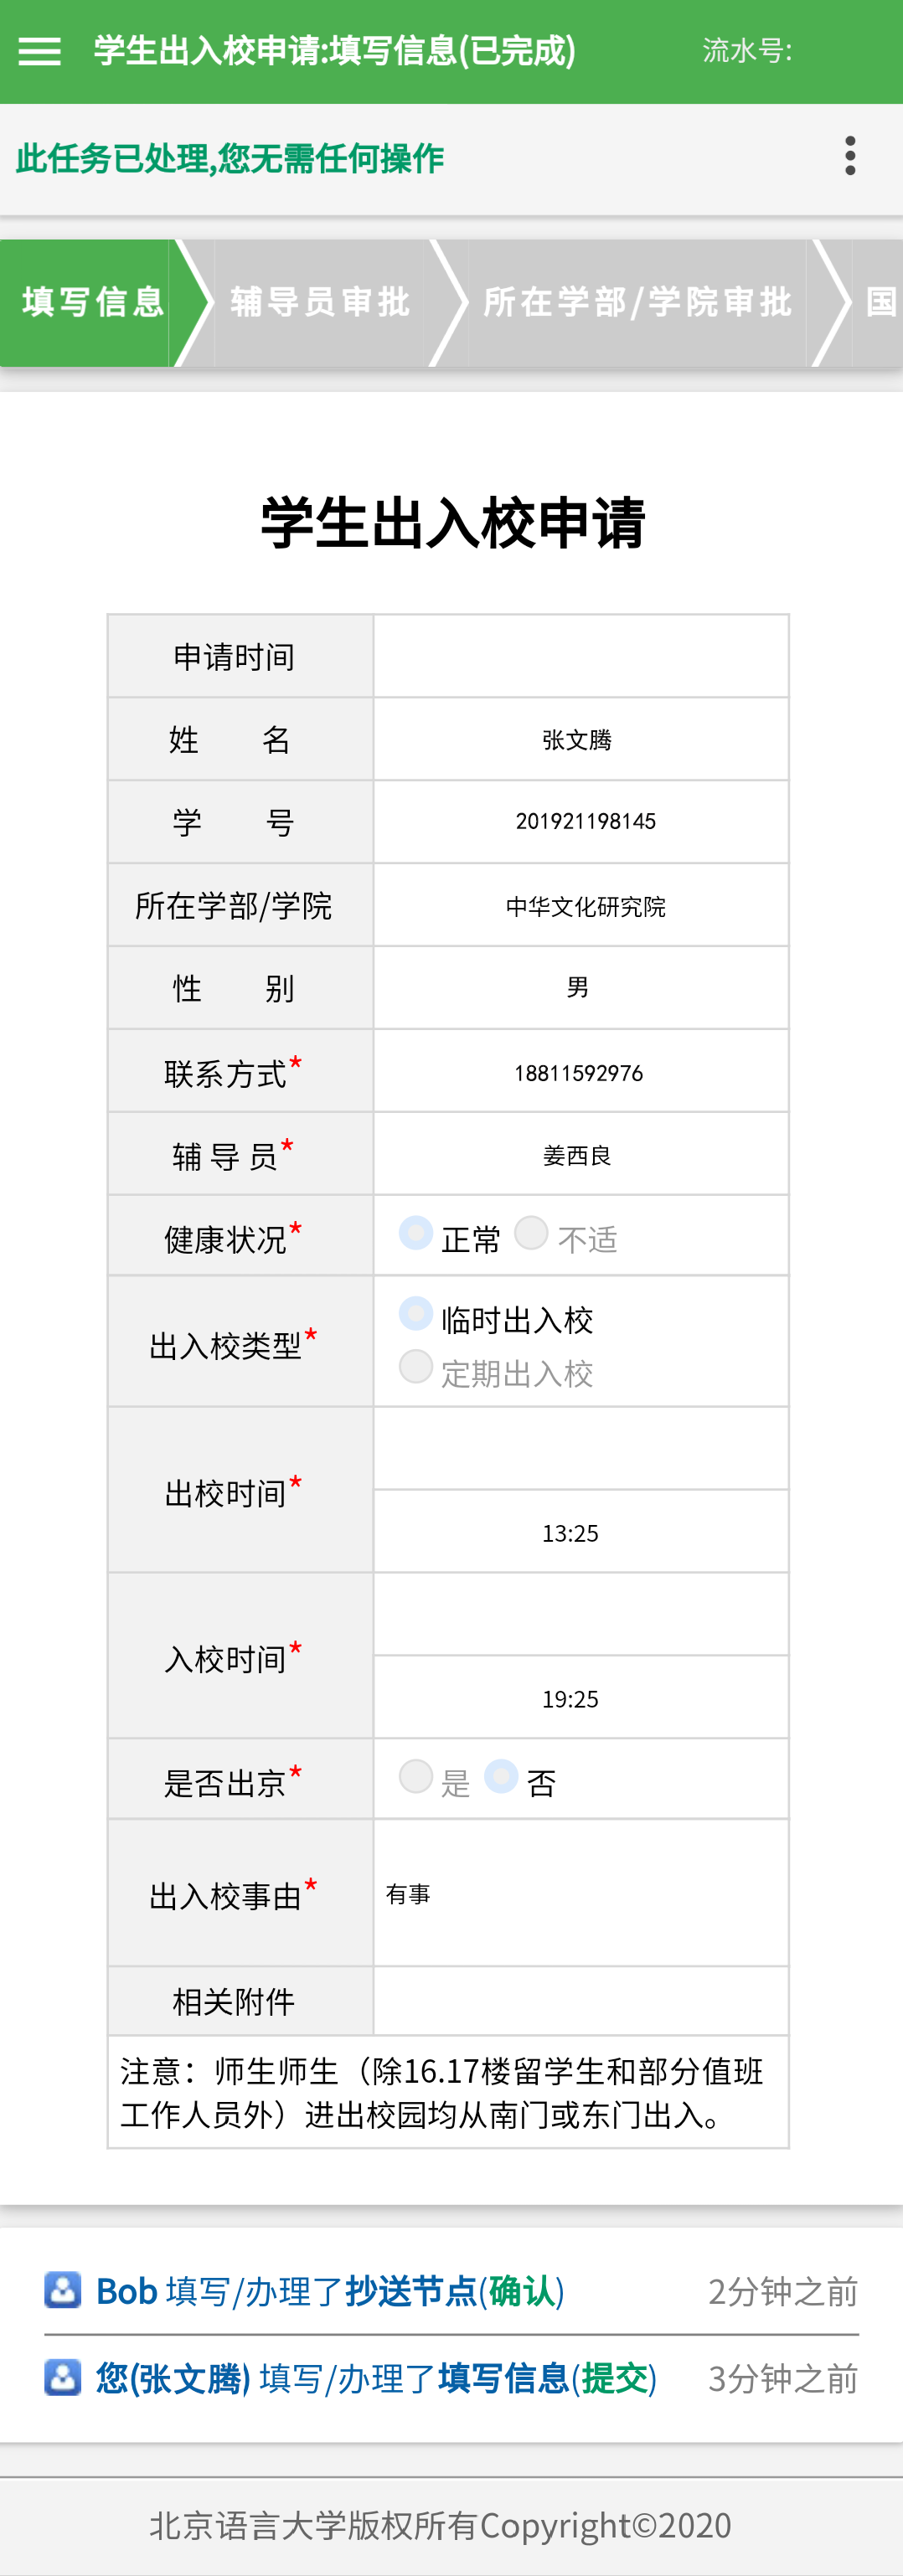 学生出入校申请:填写信息(已完成) 流水号:
此任务已处理,您无需任何操作
填写信息 辅导员审批 所在学部/学院审批 国
学生出入校申请
申请时间
姓 名 张文腾
学 号 201921198145
所在学部/学院 中华文化研究院
性 别 男
联系方式* 18811592976
辅 导 员* 姜西良
健康状况* 正常 不适
出入校类型* 临时出入校
定期出入校
出校时间*
13:25
入校时间*
19:25
是否出京* 是 否
出入校事由* 有事
相关附件
注意：师生师生（除16.17楼留学生和部分值班
工作人员外）进出校园均从南门或东门出入。
Bob 填写/办理了抄送节点(确认) 2分钟之前
您(张文腾) 填写/办理了填写信息(提交) 3分钟之前
北京语言大学版权所有Copyright©2020